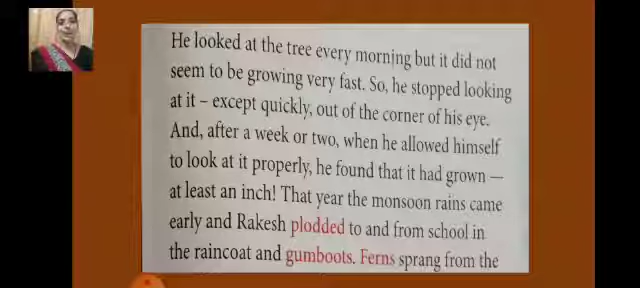 He looked at the tree every morning but it did not
seem to be growing very fast. So, he stopped looking
at it – except quickly, out of the corner of his eye.
And, after a week or two, when he allowed himself
to look at it properly, he found that it had grown —
at least an inch! That year the monsoon rains came
early and Rakesh plodded to and from school in
the raincoat and gumboots. Ferns sprang from the